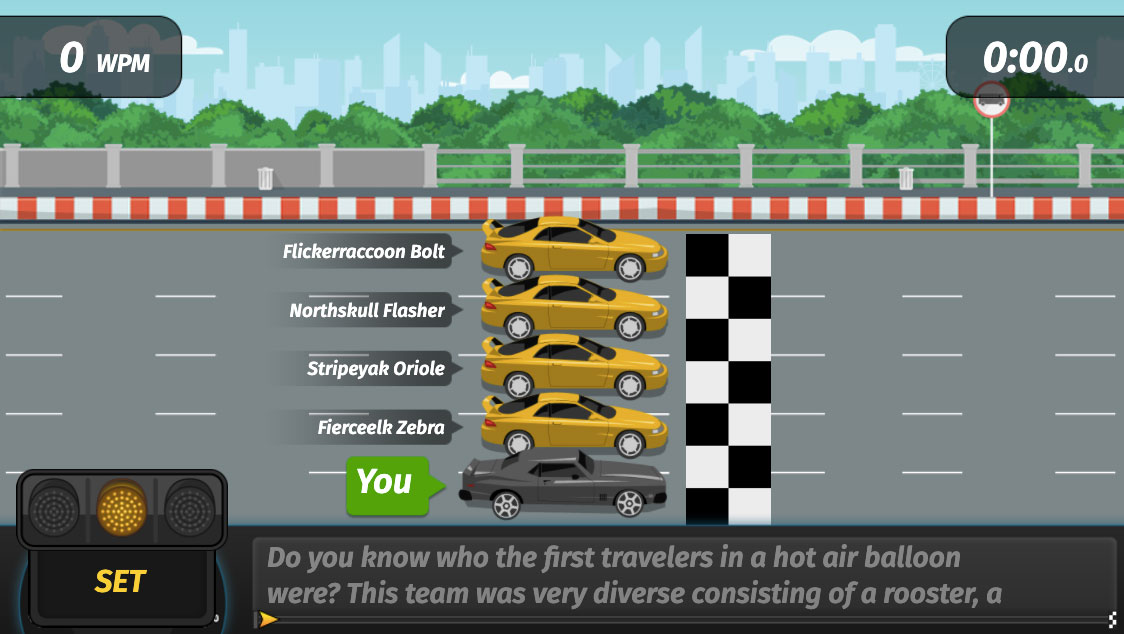 0 WPM
0:00.0
Flickerraccoon Bolt
Northskull Flasher
Stripeyak Oriole
Fierceelk Zebra
You
SET
Do you know who the first travelers in a hot air balloon
were? This team was very diverse consisting of a rooster, a